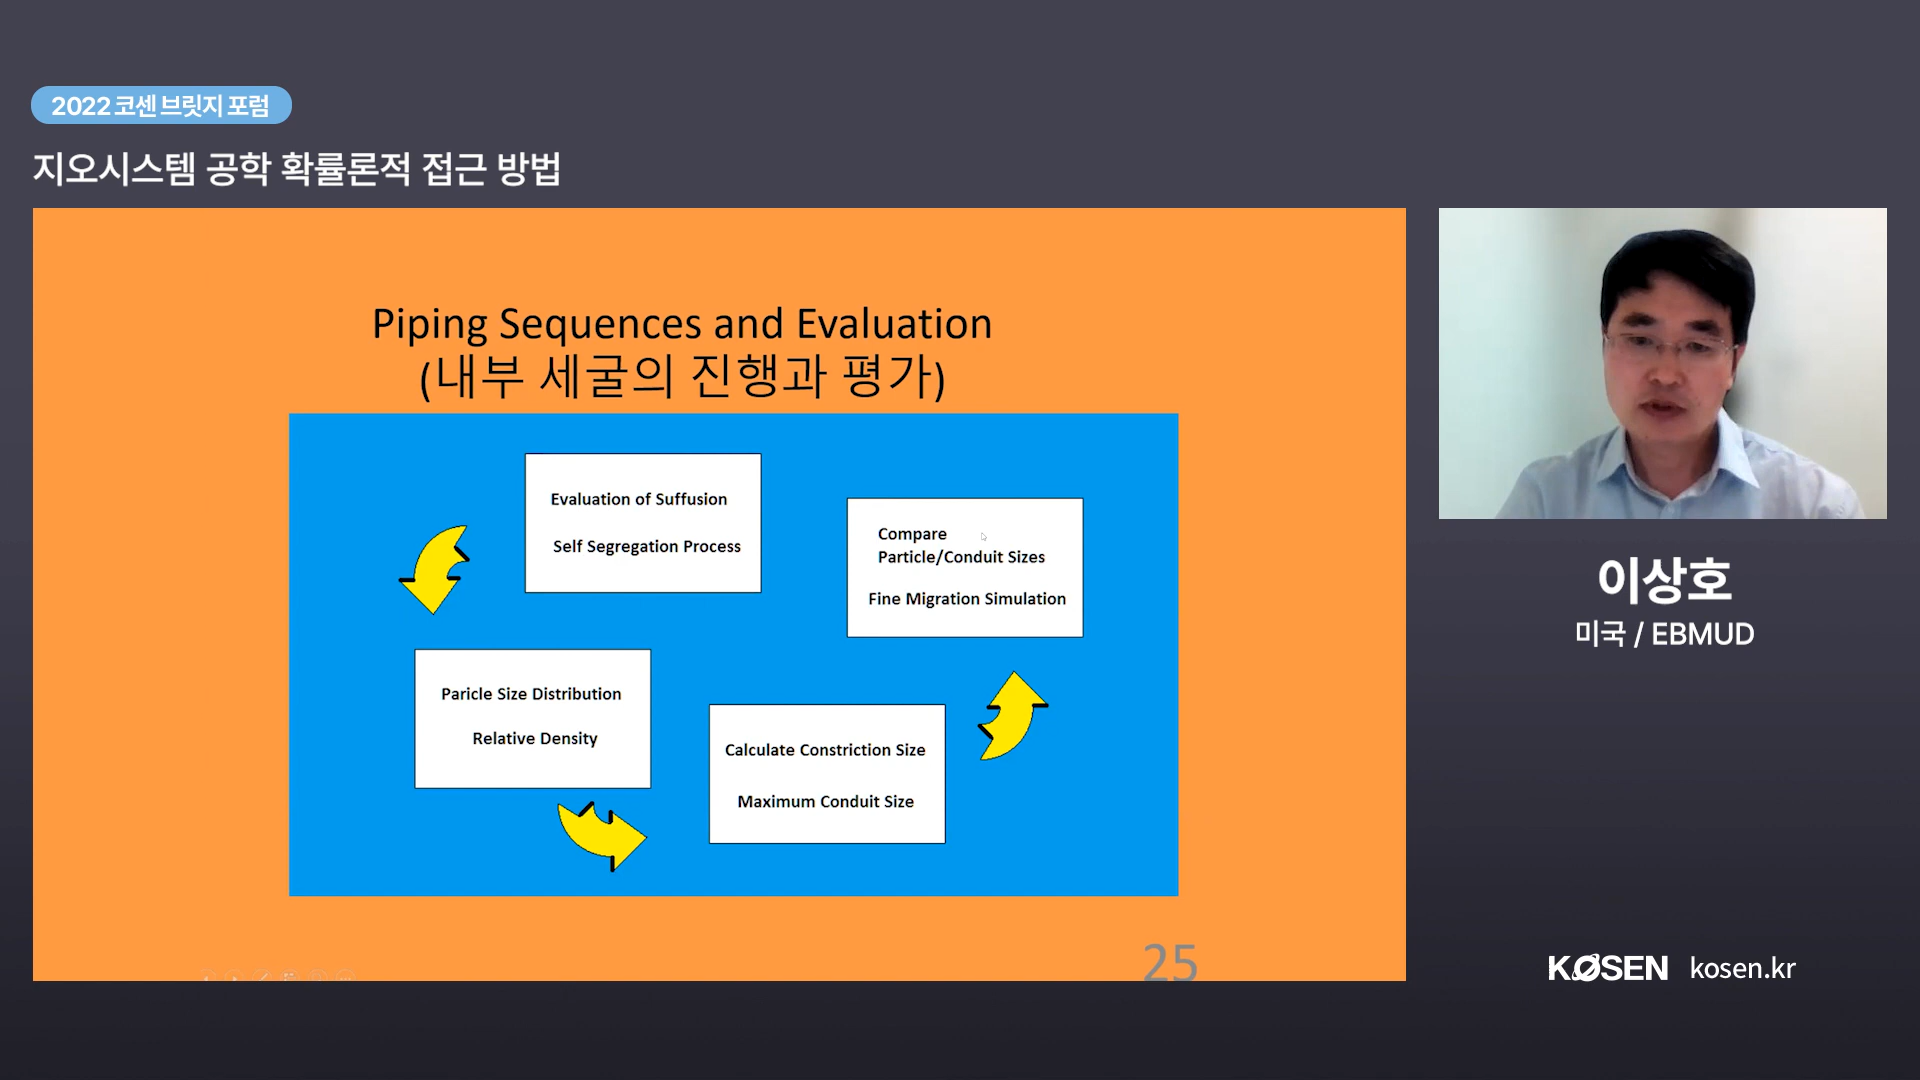 2022 코센 브릿지 포럼
지오시스템 공학 확률론적 접근 방법
Piping Sequences and Evaluation
(내부 세굴의 진행과 평가)
Evaluation of Suffusion
Self Segregation Process
Compare
Particle/Conduit Sizes
Fine Migration Simulation
Paricle Size Distribution
Relative Density
Calculate Constriction Size
Maximum Conduit Size
25
이상호
미국 / EBMUD
KOSEN kosen.kr